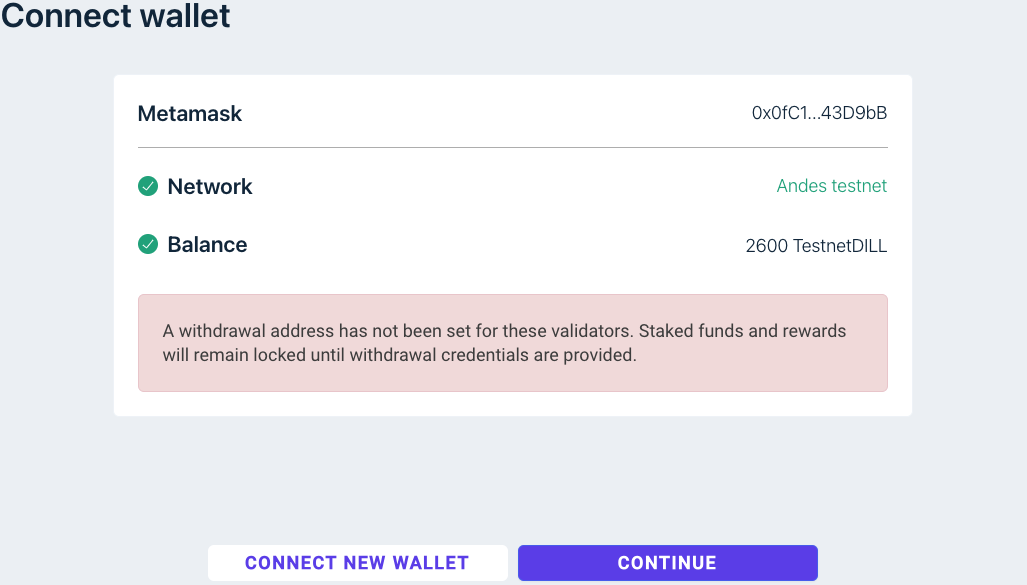 Connect wallet
Metamask
0x0fC1...43D9bB
Network
Andes testnet
Balance
2600 TestnetDILL
A withdrawal address has not been set for these validators. Staked funds and rewards
will remain locked until withdrawal credentials are provided.
CONNECT NEW WALLET
CONTINUE